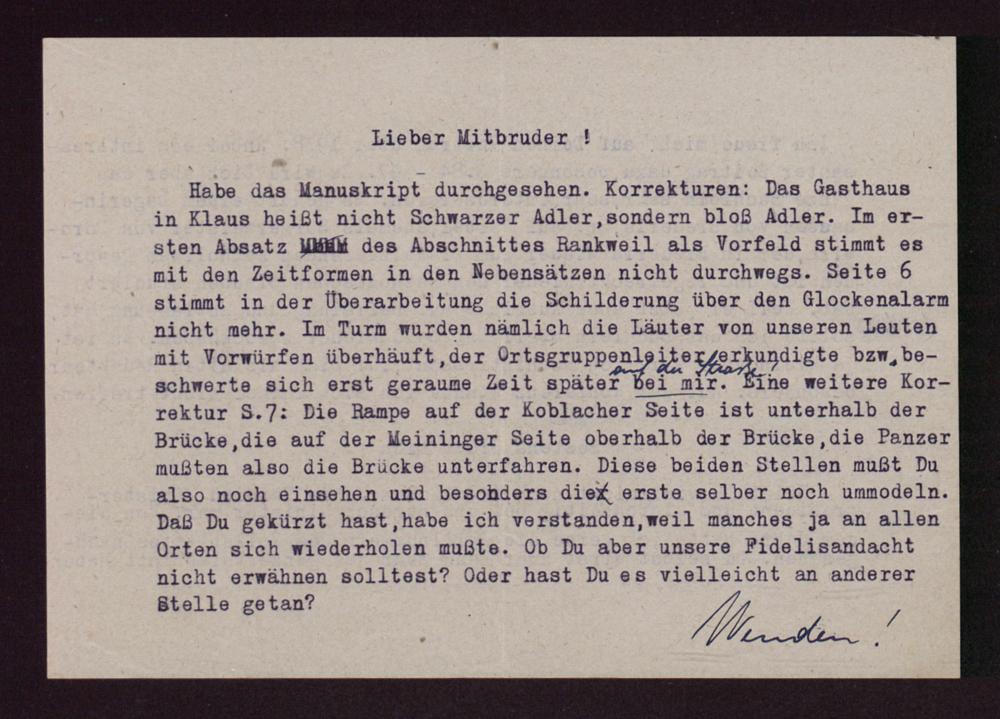 Lieber Mitbruder !
Habe das Manuskript durchgesehen. Korrekturen: Das Gasthaus
in Klaus heißt nicht Schwarzer Adler,sondern bloß Adler. Im er-
sten Absatz des Abschnittes Rankweil als Vorfeld stimmt es
mit den Zeitformen in den Nebensätzen nicht durchwegs. Seite 6
stimmt in der Überarbeitung die Schilderung über den Glockenalarm
nicht mehr. Im Turm wurden nämlich die Läuter von unseren Leuten
mit Vorwürfen überhäuft,der Ortsgruppenleiter erkundigte bzw. be-
auf der Straße!
schwerte sich erst geraume Zeit später bei mir. Eine weitere Kor-
rektur S.7: Die Rampe auf der Koblacher Seite ist unterhalb der
Brücke,die auf der Meininger Seite oberhalb der Brücke,die Panzer
mußten also die Brücke unterfahren. Diese beiden Stellen mußt Du
also noch einsehen und besonders die erste selber noch ummodeln.
Daß Du gekürzt hast,habe ich verstanden,weil manches ja an allen
Orten sich wiederholen mußte. Ob Du aber unsere Fidelisandacht
nicht erwähnen solltest? Oder hast Du es vielleicht an anderer
Stelle getan?
Wenden!